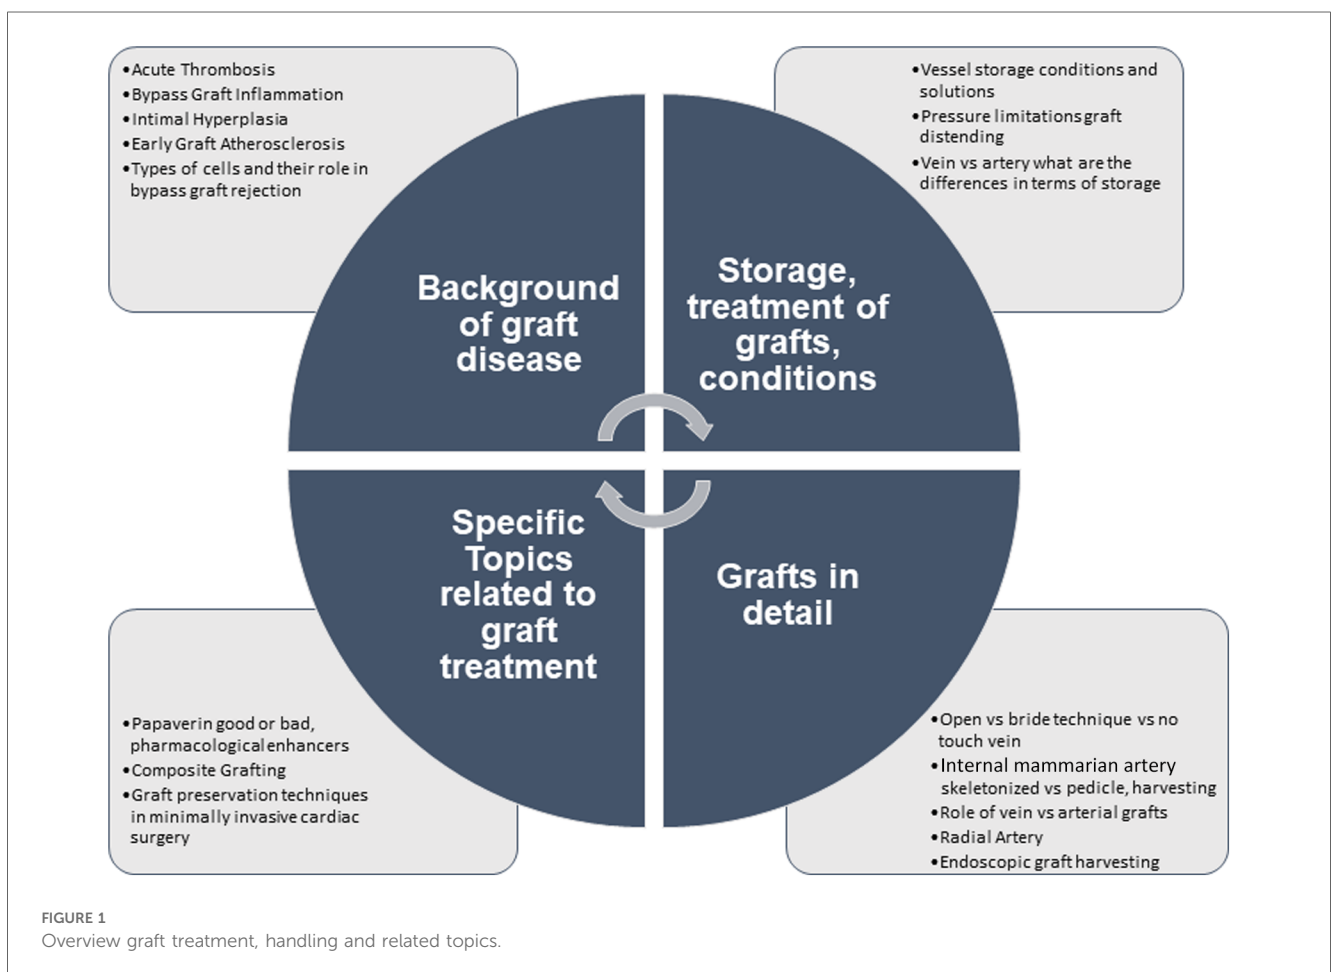 •Acute Thrombosis
•Bypass Graft Inflammation
•Intimal Hyperplasia
•Early Graft Atherosclerosis
•Types of cells and their role in
bypass graft rejection
•Vessel storage conditions and
solutions
•Pressure limitations graft
distending
•Vein vs artery what are the
differences in terms of storage
Background
of graft
disease
Storage,
treatment of
grafts,
conditions
Specific
Topics
related to
graft
treatment
Grafts in
detail
•Papaverin good or bad,
pharmacological enhancers
•Composite Grafting
•Graft preservation techniques
in minimally invasive cardiac
surgery
•Open vs bride technique vs no
touch vein
•Internal mammarian artery
skeletonized vs pedicle, harvesting
•Role of vein vs arterial grafts
•Radial Artery
•Endoscopic graft harvesting
FIGURE 1
Overview graft treatment, handling and related topics.